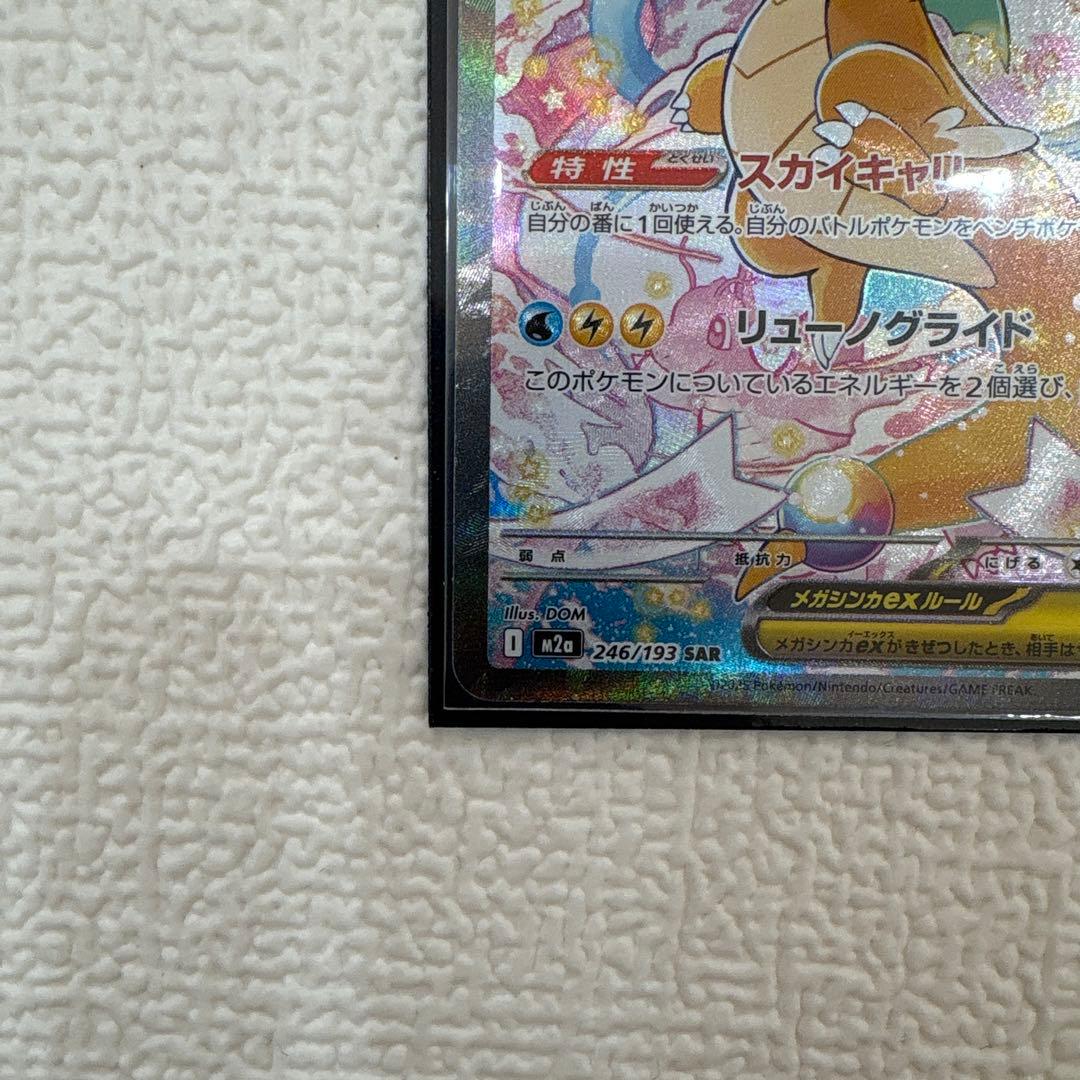 特性 とくせい スカイキャリ
じぶん ばん かいつか じぶん
自分の番に1回使える。自分のバトルポケモンをベンチポケ
リューノグライド
こ えら
このポケモンについているエネルギーを2個選び、
弱点 抵抗力 にげる
メガシンカexルール
イーエックス あいて
メガシンカexがきぜつしたとき、相手は
Illus. DOM
I m2a 246/193 SAR
Pokémon/Nintendo/Creatures/GAME FREAK.